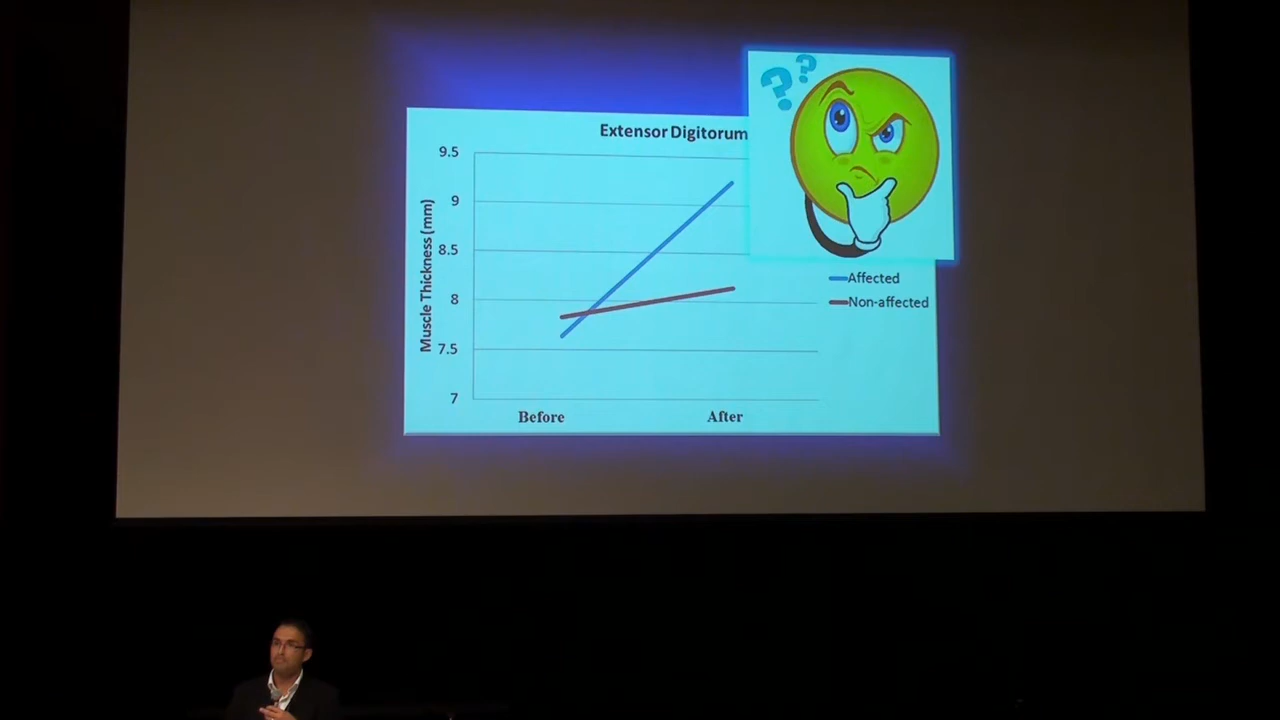 ??
Extensor Digitorum
9.5
9
8.5
8
7.5
7
Muscle Thickness (mm)
Before
After
Affected
Non-affected